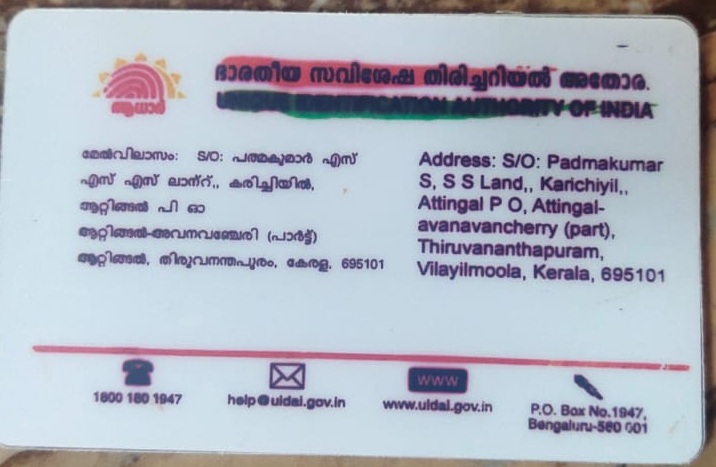 ആധാർ
ഭാരതീയ സവിശേഷ തിരിച്ചറിയൽ അതോര.
UNIQUE IDENTIFICATION AUTHORITY OF INDIA
മേൽവിലാസം: S/O: പത്മകുമാർ എസ്
എസ് എസ് ലാന്റ്,, കരിച്ചിയിൽ,
ആറ്റിങ്ങൽ പി ഓ
ആറ്റിങ്ങൽ-അവനവഞ്ചേരി (പാർട്ട്)
ആറ്റിങ്ങൽ, തിരുവനന്തപുരം, കേരള, 695101
Address: S/O: Padmakumar
S, S S Land,, Karichiyil,,
Attingal P O, Attingal-
avanavancherry (part),
Thiruvananthapuram,
Vilayilmoola, Kerala, 695101
1800 180 1947
help@uidai.gov.in
www
www.uidai.gov.in
P.O. Box No.1947,
Bengaluru-560 001